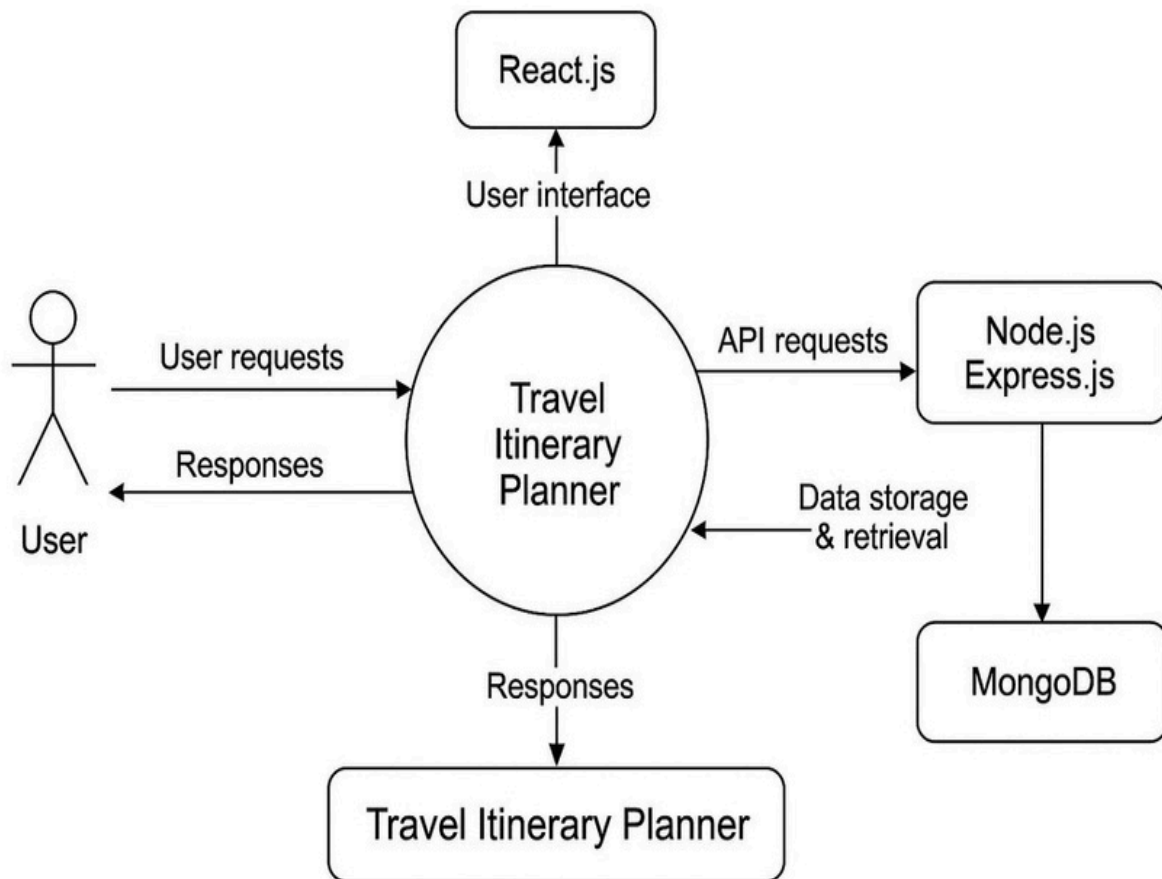 React.js
User interface
User requests
API requests
Node.js
Express.js
Travel
Itinerary
Planner
Responses
User
Data storage
& retrieval
Responses
MongoDB
Travel Itinerary Planner